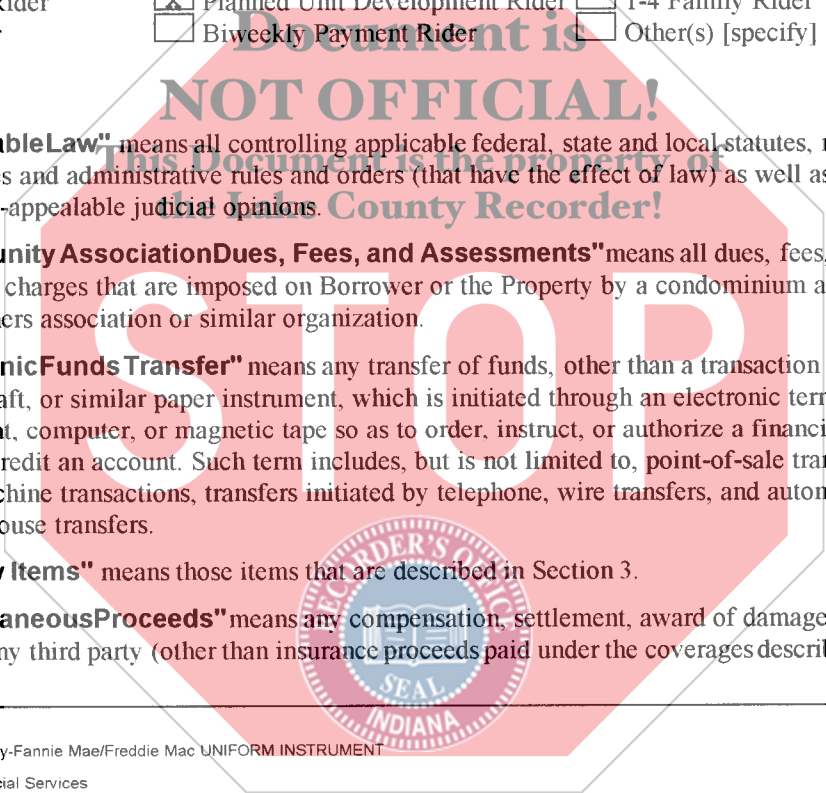 Rider Planned Unit Development Rider 1-4 Family Rider
Biweekly Payment Rider Other(s) [specify]
Document is
NOT OFFICIAL!
This Document is the property of
the Lake County Recorder!
bleLaw" means all controlling applicable federal, state and local statutes,
s and administrative rules and orders (that have the effect of law) as well as
-appealable judicial opinions.
unity AssociationDues, Fees, and Assessments"means all dues, fees,
charges that are imposed on Borrower or the Property by a condominium a
ers association or similar organization.
nicFundsTransfer" means any transfer of funds, other than a transaction
aft, or similar paper instrument, which is initiated through an electronic term
t, computer, or magnetic tape so as to order, instruct, or authorize a financi
redit an account. Such term includes, but is not limited to, point-of-sale tran
chine transactions, transfers initiated by telephone, wire transfers, and autom
ouse transfers.
STOP
Items" means those items that are described in Section 3.
aneousProceeds"means any compensation, settlement, award of damage
ny third party (other than insurance proceeds paid under the coverages describ
RECORDER'S OFFICE
SEAL
INDIANA
y-Fannie Mae/Freddie Mac UNIFORM INSTRUMENT
cial Services